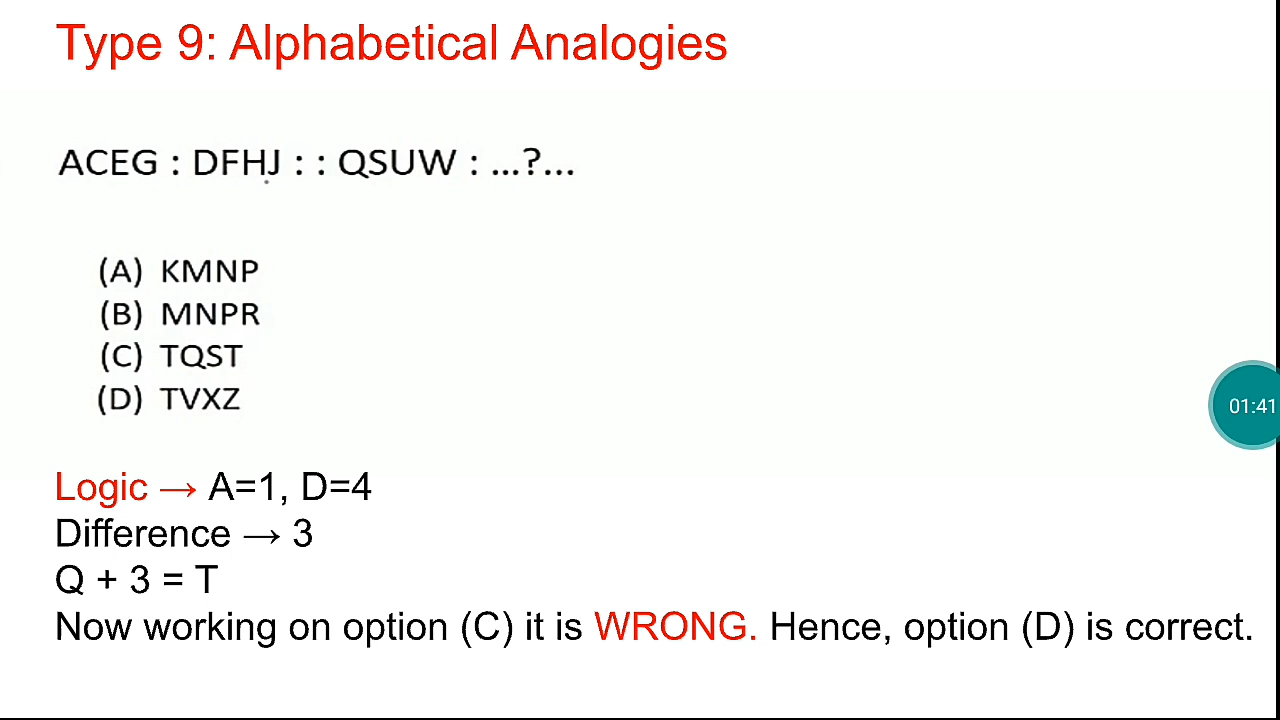 Type 9: Alphabetical Analogies
ACEG : DFHJ : : QSUW : ...?...
(A) KMNP
(B) MNPR
(C) TQST
(D) TVXZ
01:41
Logic → A=1, D=4
Difference → 3
Q + 3 = T
Now working on option (C) it is WRONG. Hence, option (D) is correct.